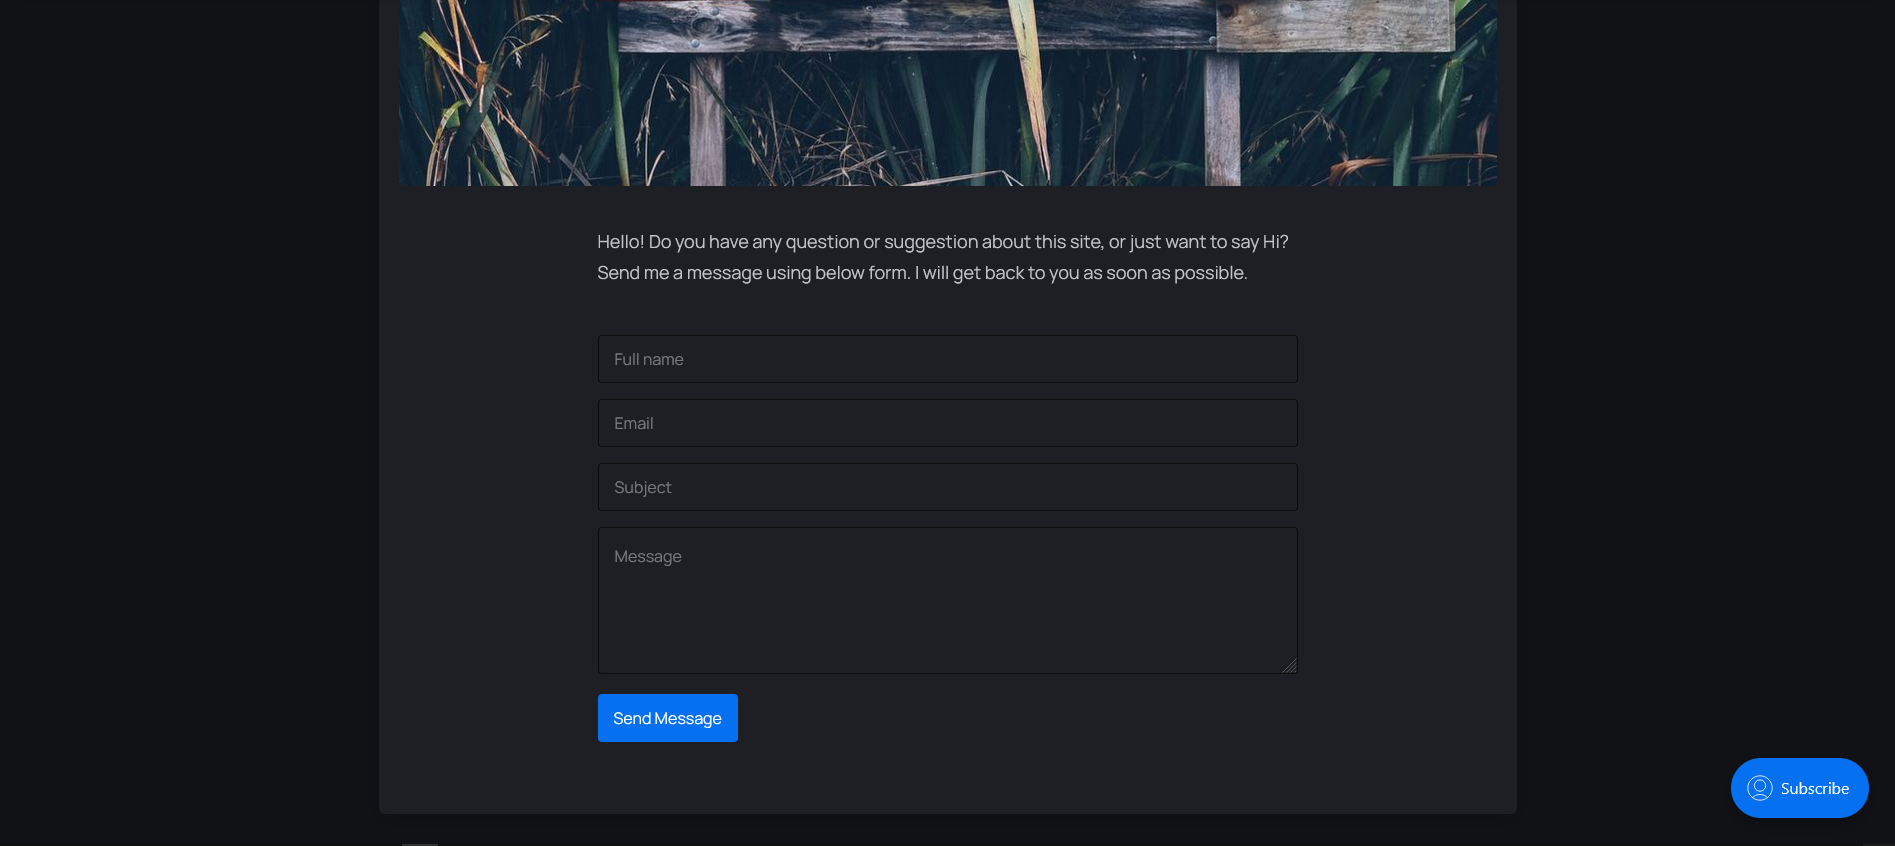 Hello! Do you have any question or suggestion about this site, or just want to say Hi?
Send me a message using below form. I will get back to you as soon as possible.
Full name
Email
Subject
Message
Send Message
Subscribe